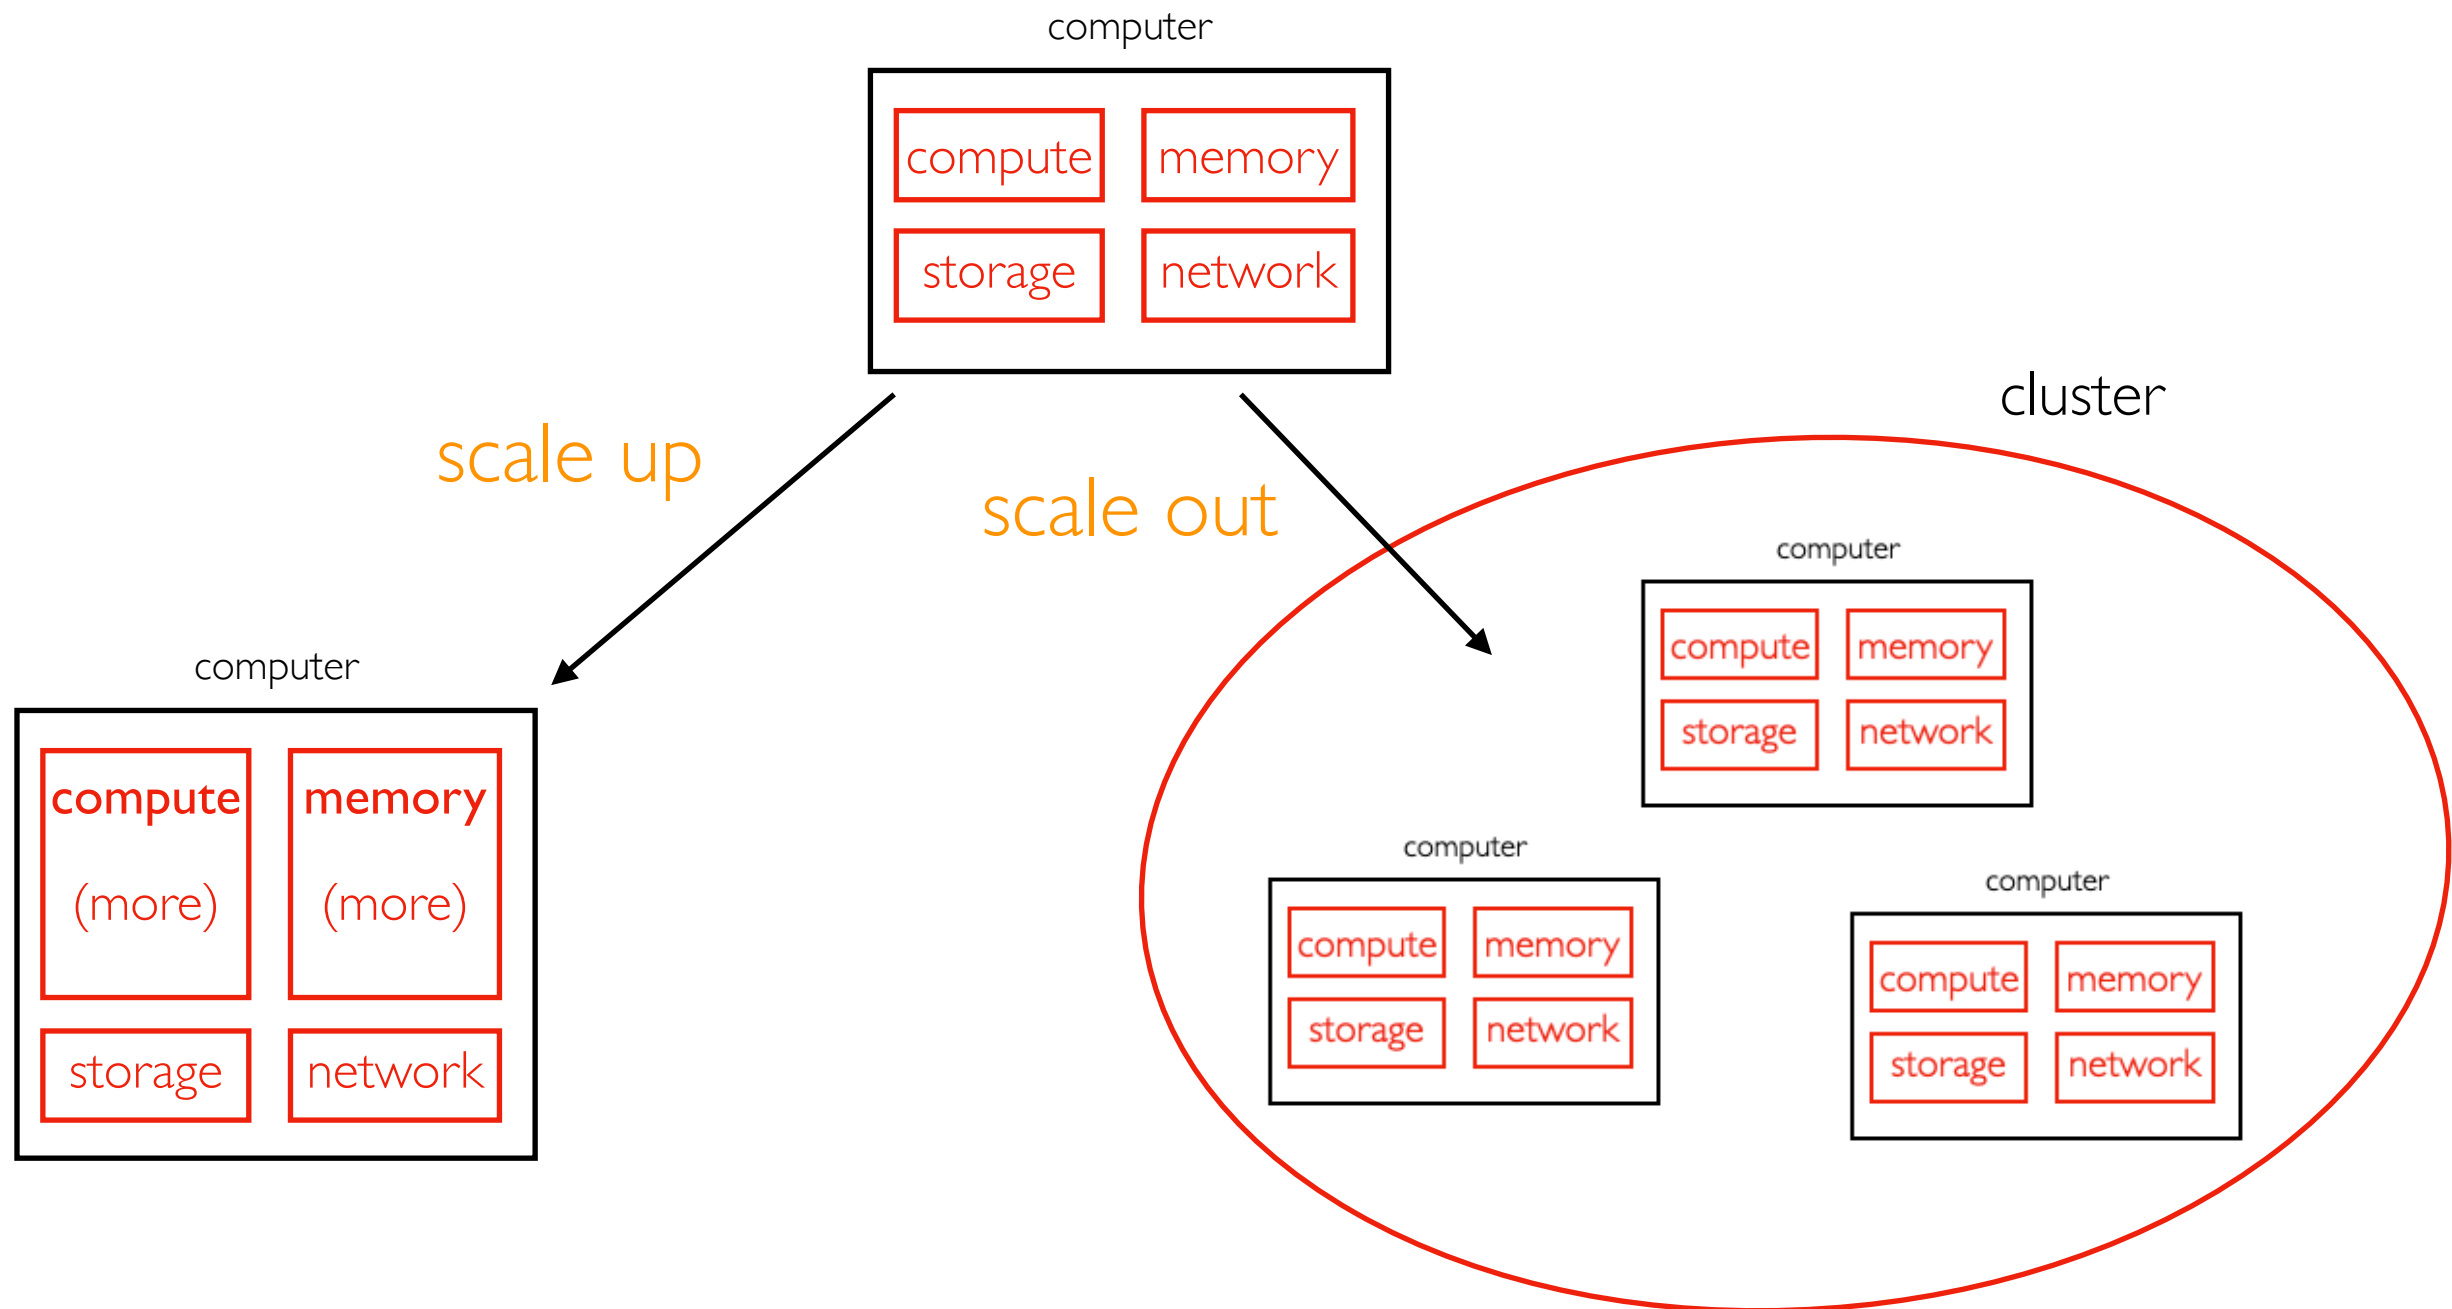 computer
compute memory
storage network
scale up
scale out
cluster
computer
compute memory
(more) (more)
storage network
computer
compute memory
storage network
computer
compute memory
storage network
computer
compute memory
storage network